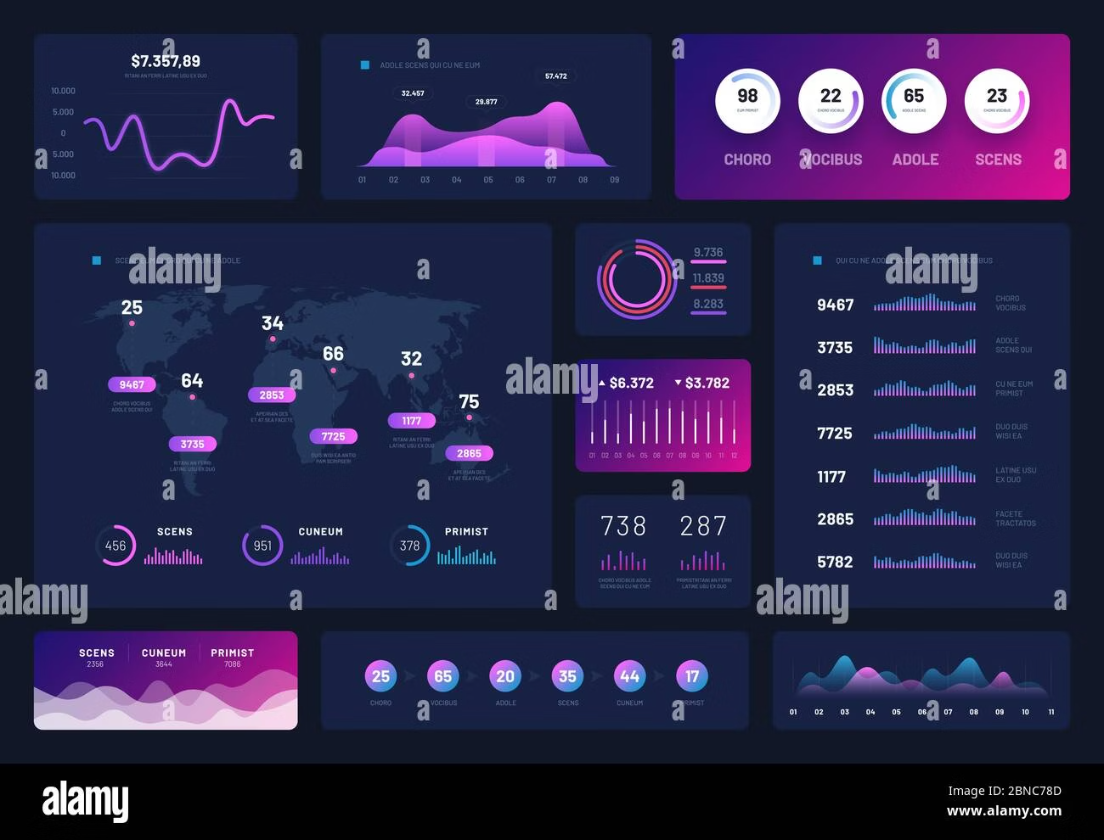 $7.357,89
10.000
5.000
0
5.000
10.000
ADOLE SCENS QUI CU NE EUM
32.457
29.877
57.472
01 02 03 04 05 06 07 08 09
98 22 65 23
CHORO VOCIBUS ADOLE SCENS
25
34
66
32
64
75
9467
2853
1177
3735
7725
2865
456 SCENS
951 CUNEUM
378 PRIMIST
9.736
11.839
8.283
$6.372 $3.782
01 02 03 04 05 06 07 08 09 10 11 12
738 287
CHORO VOCIBUS ADOLE
SCENS QUI CU NE EUM
9467 CHORO
VOCIBUS
3735 ADOLE
SCENS QUI
2853 CU NE EUM
PRIMIST
7725 DUO DUIS
WISI EA
1177 LATINE USU
EX DUO
2865 FACETE
TRACTATOS
5782 DUO DUIS
WISI EA
SCENS CUNEUM PRIMIST
2356 3644 7086
25 65 20 35 44 17
CHORO VOCIBUS ADOLE SCENS CUNEUM PRIMIST
01 02 03 04 05 06 07 08 09 10 11
alamy
Image ID: 2BNC78D
www.alamy.com